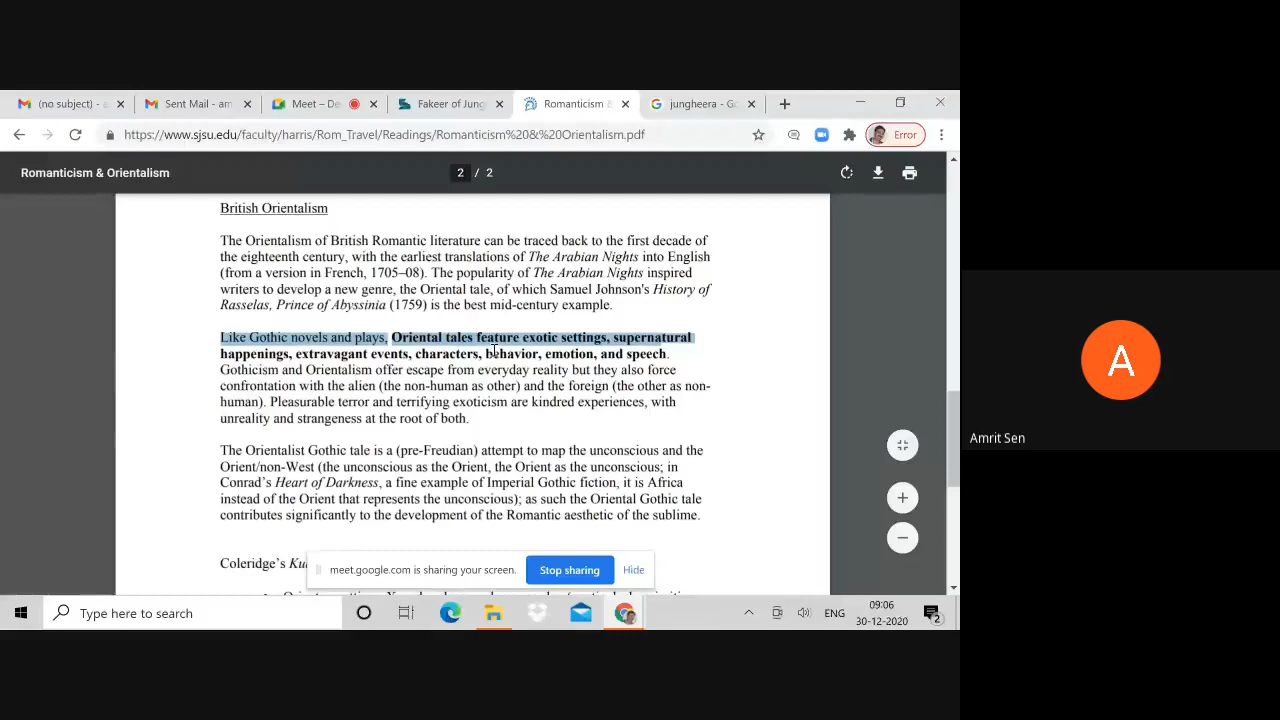 (no subject) - a
Sent Mail - am
Meet – De
Fakeer of Jung
Romanticism &
jungheera - Go
https://www.sjsu.edu/faculty/harris/Rom_Travel/Readings/Romanticism%20&%20Orientalism.pdf
Error
Romanticism & Orientalism
2 / 2
British Orientalism
The Orientalism of British Romantic literature can be traced back to the first decade of
the eighteenth century, with the earliest translations of The Arabian Nights into English
(from a version in French, 1705–08). The popularity of The Arabian Nights inspired
writers to develop a new genre, the Oriental tale, of which Samuel Johnson's History of
Rasselas, Prince of Abyssinia (1759) is the best mid-century example.
Like Gothic novels and plays, Oriental tales feature exotic settings, supernatural
happenings, extravagant events, characters, behavior, emotion, and speech.
Gothicism and Orientalism offer escape from everyday reality but they also force
confrontation with the alien (the non-human as other) and the foreign (the other as non-
human). Pleasurable terror and terrifying exoticism are kindred experiences, with
unreality and strangeness at the root of both.
The Orientalist Gothic tale is a (pre-Freudian) attempt to map the unconscious and the
Orient/non-West (the unconscious as the Orient, the Orient as the unconscious; in
Conrad’s Heart of Darkness, a fine example of Imperial Gothic fiction, it is Africa
instead of the Orient that represents the unconscious); as such the Oriental Gothic tale
contributes significantly to the development of the Romantic aesthetic of the sublime.
Coleridge’s
meet.google.com is sharing your screen.
Stop sharing
Hide
A
Amrit Sen
Type here to search
ENG
09:06
30-12-2020
2